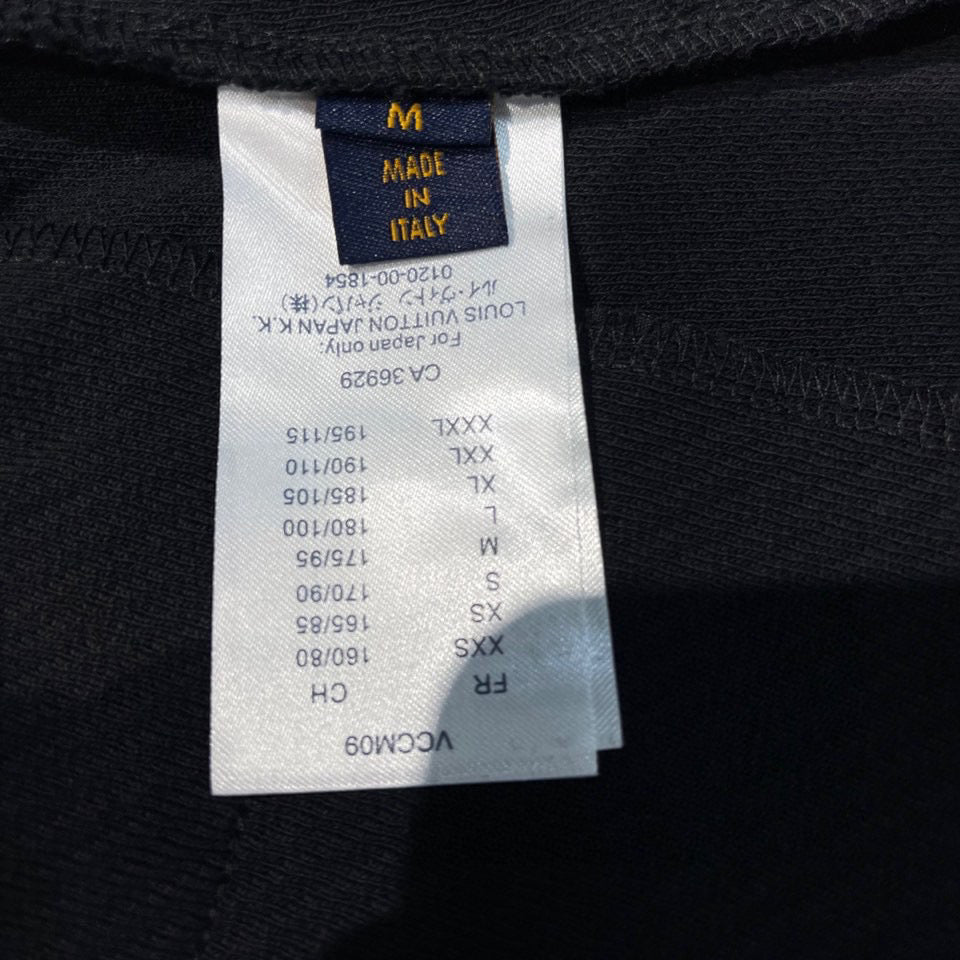 M
MADE
IN
ITALY
VCCM09
FR CH
XXS 160/80
XS 165/85
S 170/90
M 175/95
L 180/100
XL 185/105
XXL 190/110
XXXL 195/115
CA 36929
For Japan only:
LOUIS VUITTON JAPAN K.K.
ルイ・ヴィトン ジャパン(株)
0120-00-1854